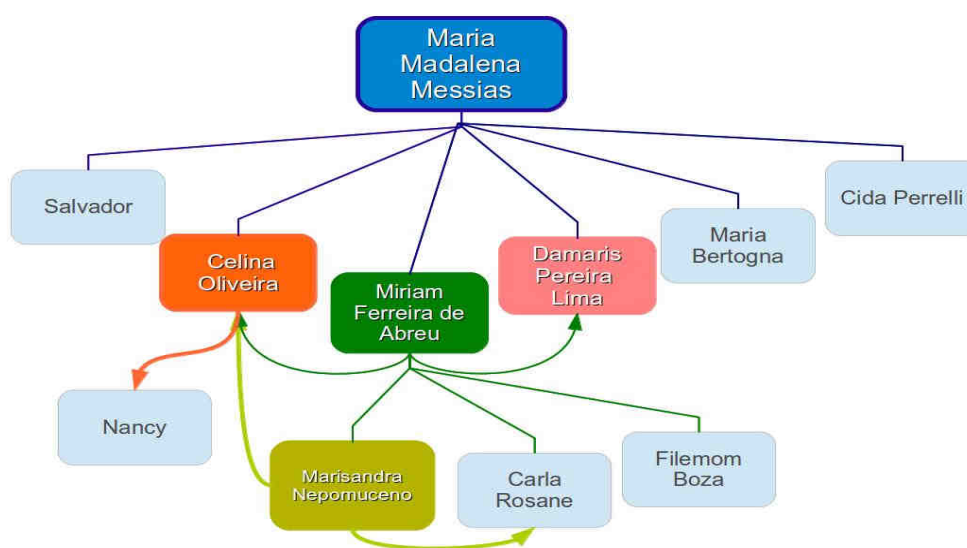 Maria
Madalena
Messias
Salvador
Celina
Oliveira
Miriam
Ferreira de
Abreu
Damaris
Pereira
Lima
Maria
Bertogna
Cida Perrelli
Nancy
Marisandra
Nepomuceno
Carla
Rosane
Filemom
Boza